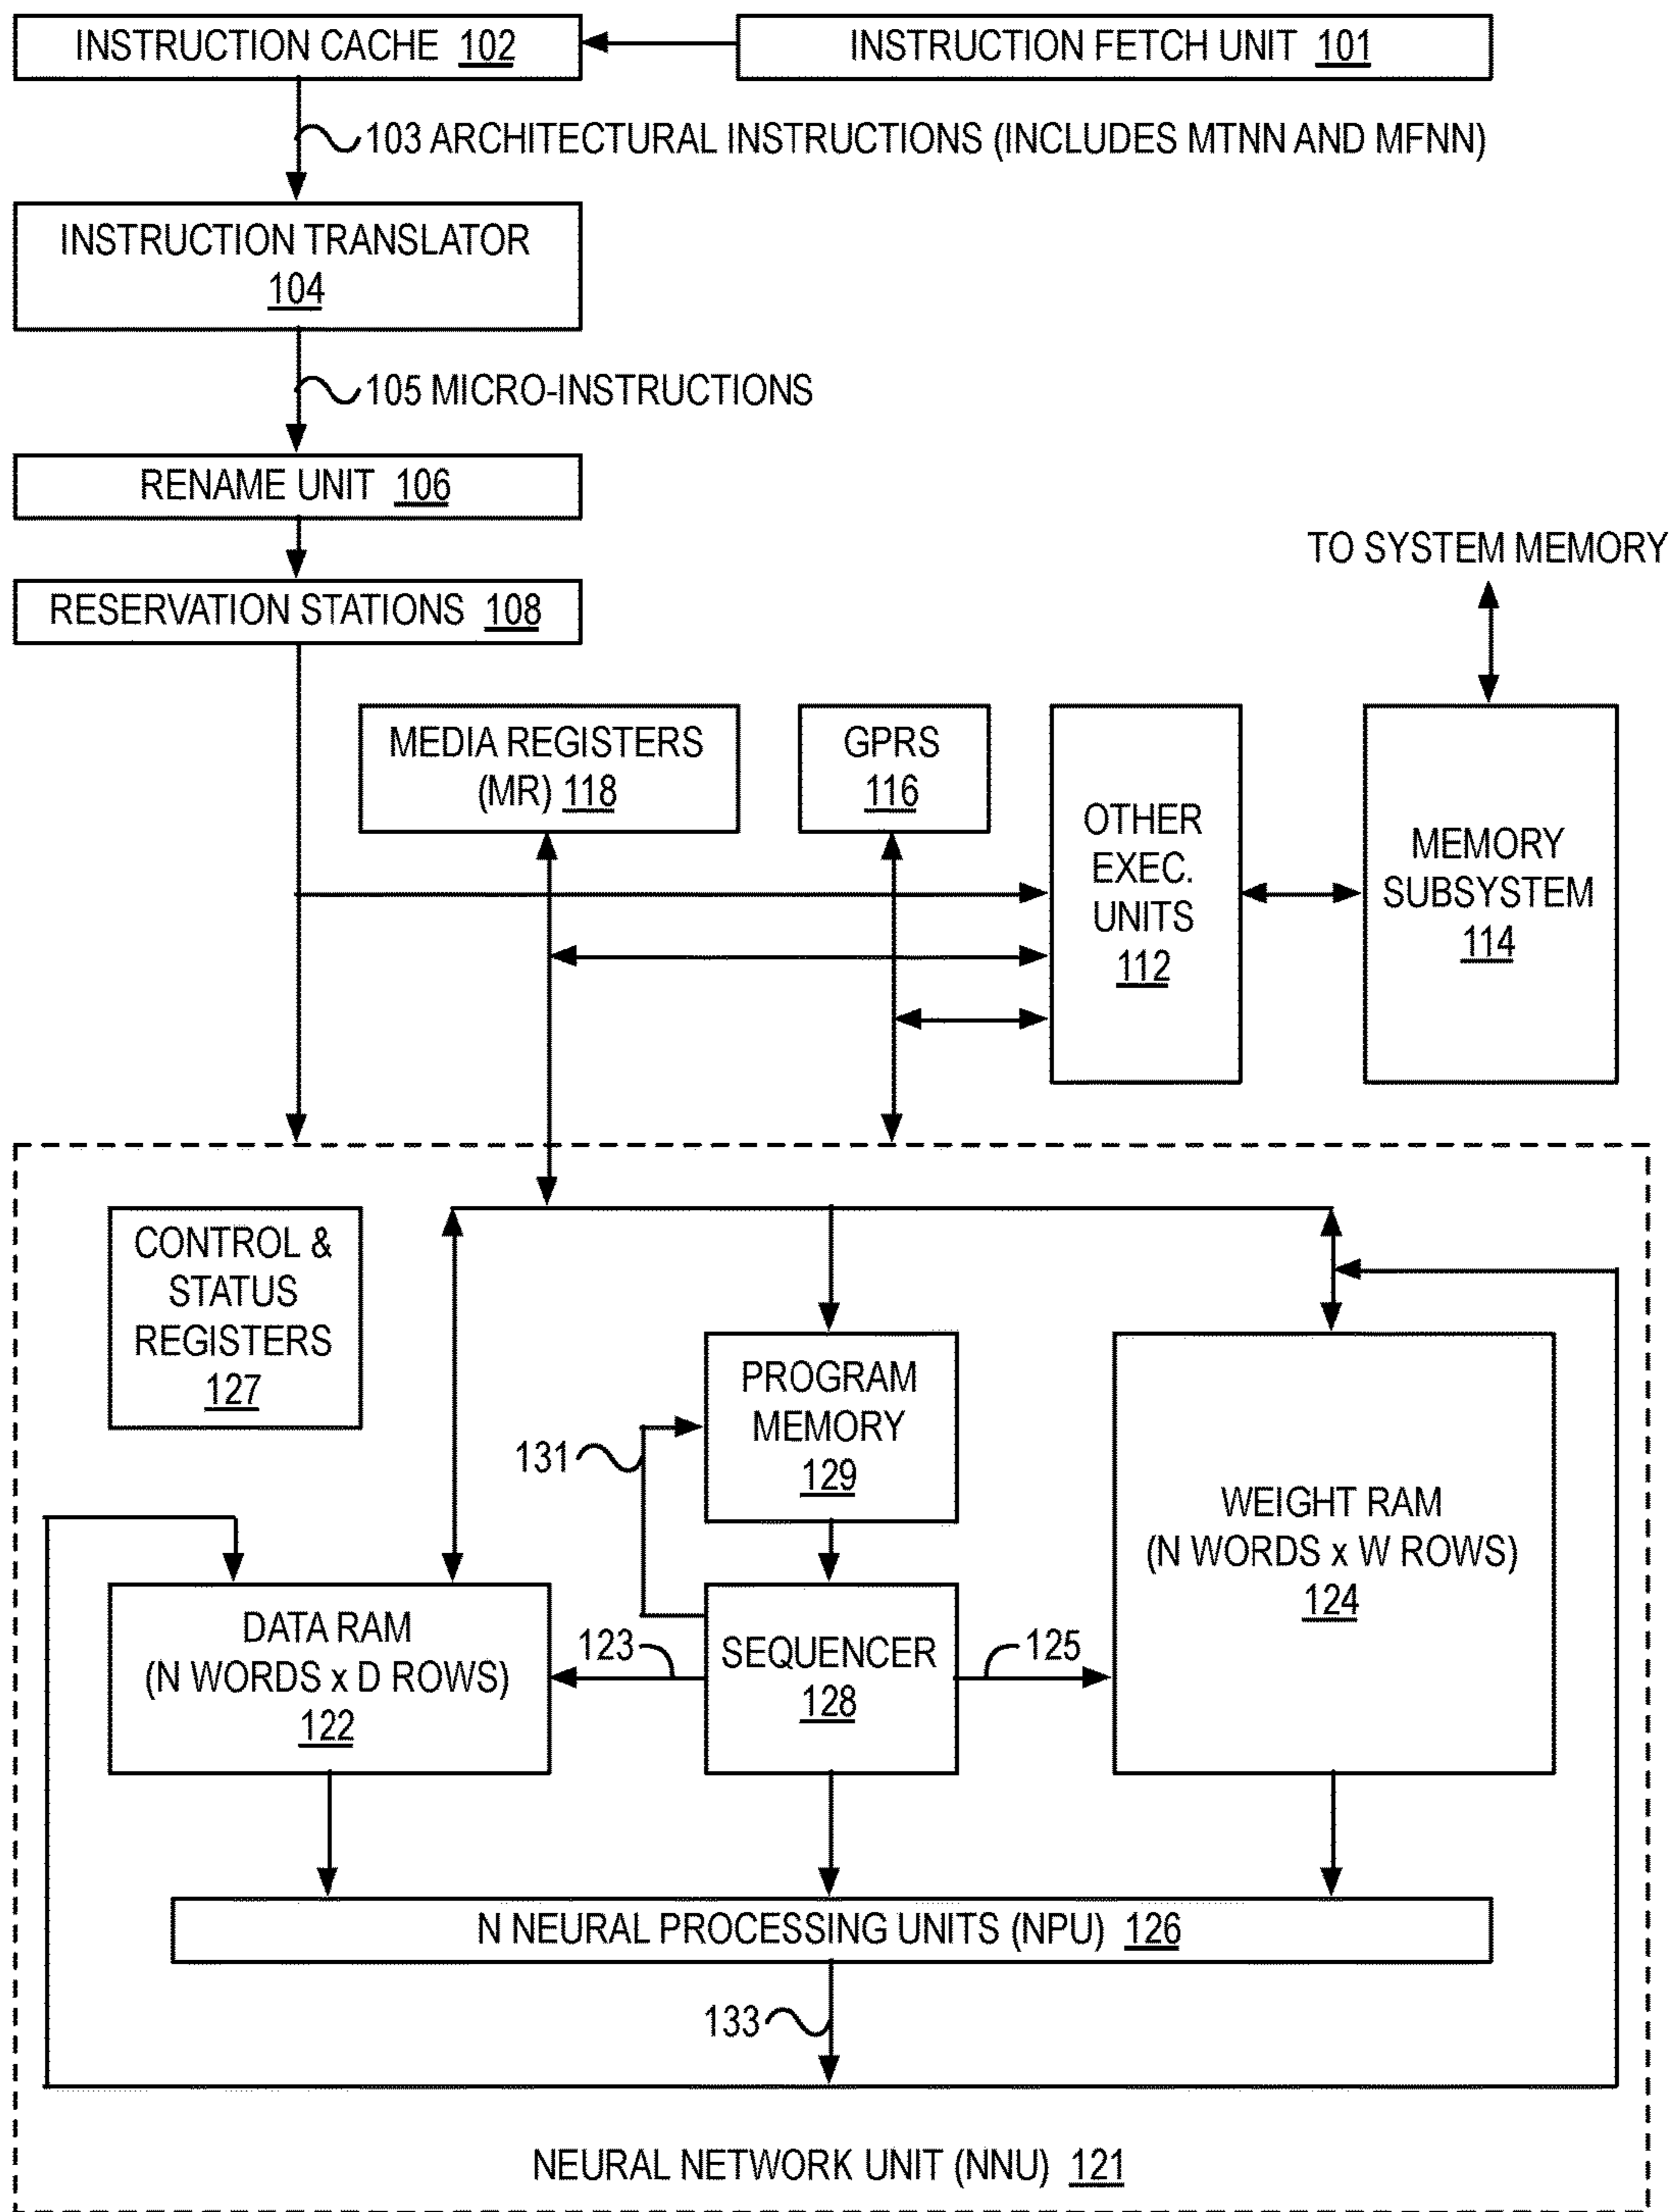 INSTRUCTION CACHE 102
INSTRUCTION FETCH UNIT 101
103 ARCHITECTURAL INSTRUCTIONS (INCLUDES MTNN AND MFNN)
INSTRUCTION TRANSLATOR
104
105 MICRO-INSTRUCTIONS
RENAME UNIT 106
TO SYSTEM MEMORY
RESERVATION STATIONS 108
MEDIA REGISTERS
(MR) 118
GPRS
116
OTHER
EXEC.
UNITS
112
MEMORY
SUBSYSTEM
114
CONTROL &
STATUS
REGISTERS
127
PROGRAM
MEMORY
129
131
WEIGHT RAM
(N WORDS x W ROWS)
124
DATA RAM
(N WORDS x D ROWS)
122
123
SEQUENCER
128
125
N NEURAL PROCESSING UNITS (NPU) 126
133
NEURAL NETWORK UNIT (NNU) 121